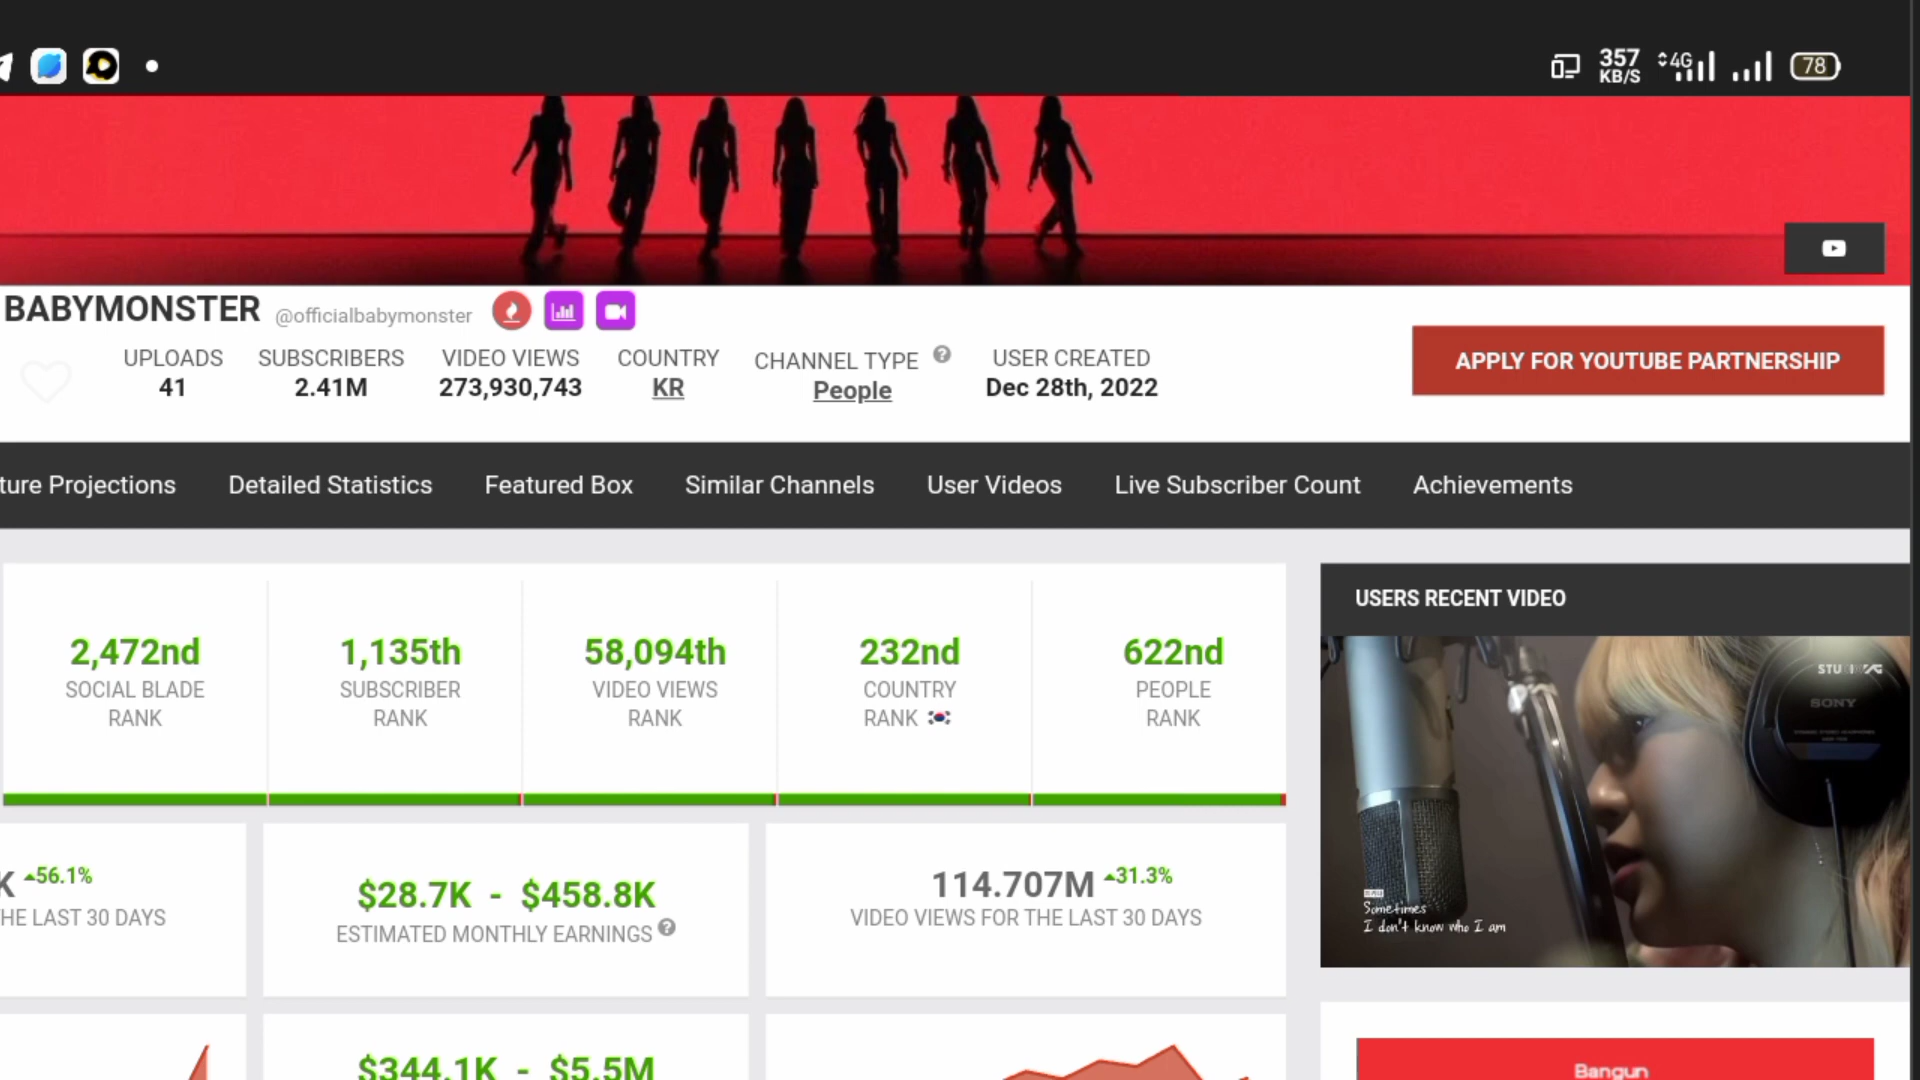 357
KB/S
4G
78
BABYMONSTER @officialbabymonster
UPLOADS
41
SUBSCRIBERS
2.41M
VIDEO VIEWS
273,930,743
COUNTRY
KR
CHANNEL TYPE
People
USER CREATED
Dec 28th, 2022
APPLY FOR YOUTUBE PARTNERSHIP
ture Projections
Detailed Statistics
Featured Box
Similar Channels
User Videos
Live Subscriber Count
Achievements
2,472nd
SOCIAL BLADE
RANK
1,135th
SUBSCRIBER
RANK
58,094th
VIDEO VIEWS
RANK
232nd
COUNTRY
RANK
622nd
PEOPLE
RANK
USERS RECENT VIDEO
SONY
Sometimes
I don't know who I am
K 56.1%
HE LAST 30 DAYS
$28.7K - $458.8K
ESTIMATED MONTHLY EARNINGS
114.707M 31.3%
VIDEO VIEWS FOR THE LAST 30 DAYS
$344.1K - $5.5M
Bangun